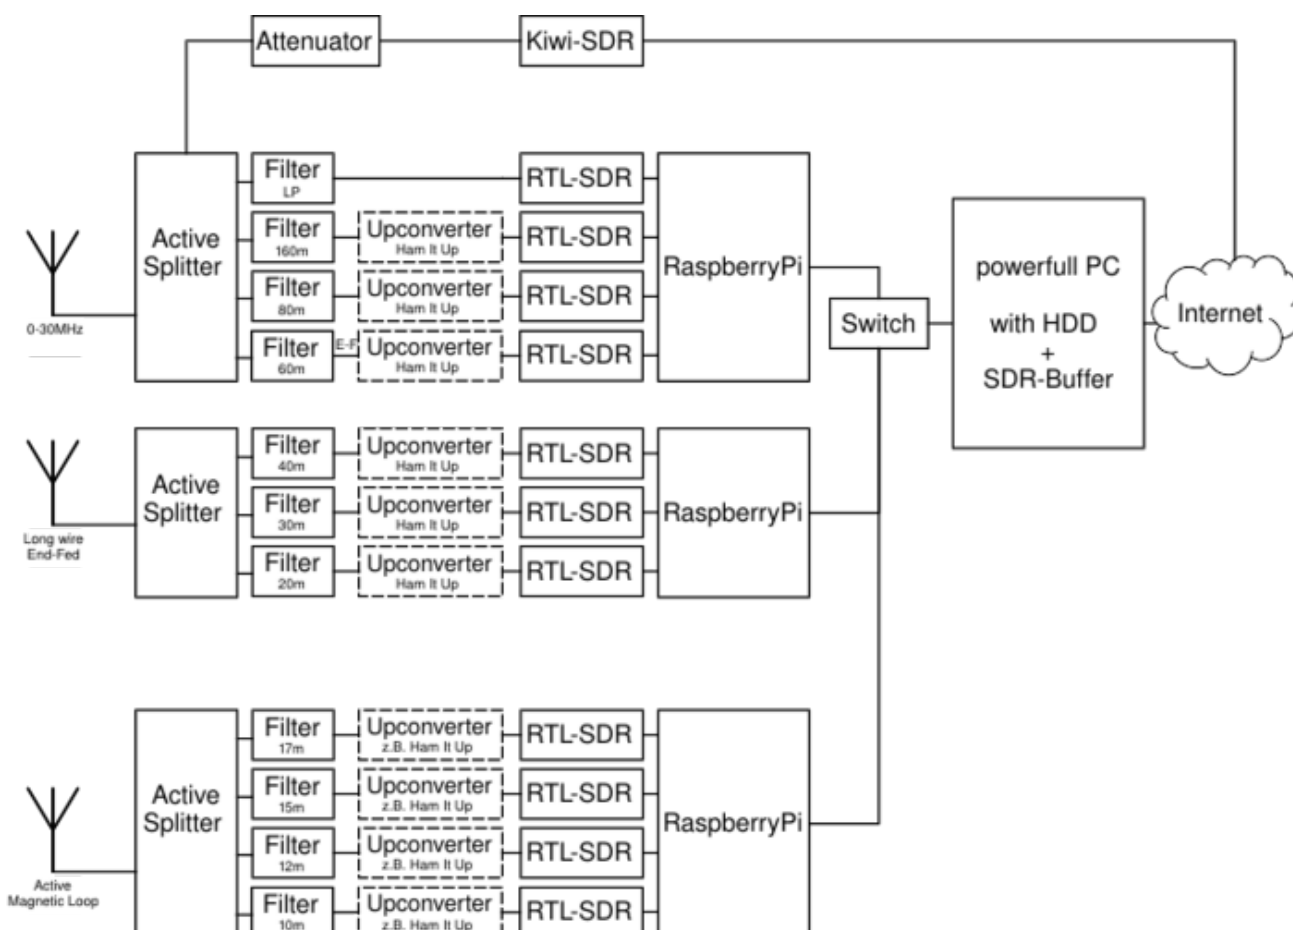 Attenuator
Kiwi-SDR
Active
Splitter
Filter
LP
RTL-SDR
Filter
160m
Upconverter
Ham It Up
RTL-SDR
Filter
80m
Upconverter
Ham It Up
RTL-SDR
Filter
60m
E-F
Upconverter
Ham It Up
RTL-SDR
RaspberryPi
0-30MHz
Switch
powerfull PC
with HDD
+
SDR-Buffer
Internet
Active
Splitter
Filter
40m
Upconverter
Ham It Up
RTL-SDR
Filter
30m
Upconverter
Ham It Up
RTL-SDR
Filter
20m
Upconverter
Ham It Up
RTL-SDR
RaspberryPi
Long wire
End-Fed
Active
Splitter
Filter
17m
Upconverter
z.B. Ham It Up
RTL-SDR
Filter
15m
Upconverter
z.B. Ham It Up
RTL-SDR
Filter
12m
Upconverter
z.B. Ham It Up
RTL-SDR
Filter
10m
Upconverter
z.B. Ham It Up
RTL-SDR
RaspberryPi
Active
Magnetic Loop